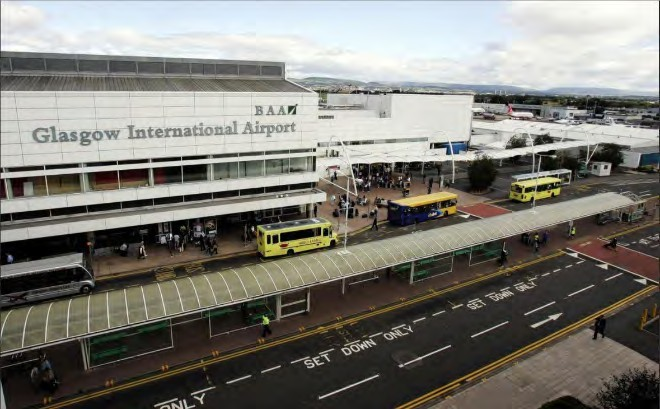 BAA
Glasgow International Airport
SET DOWN ONLY
SET DOWN ONLY
ONLY